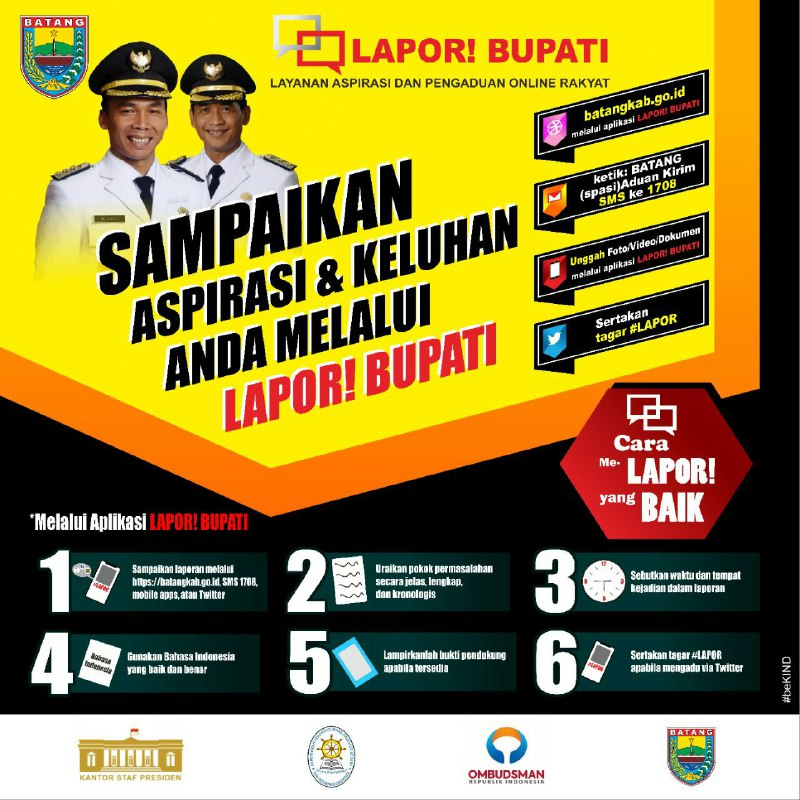 BATANG
LAPOR! BUPATI
LAYANAN ASPIRASI DAN PENGADUAN ONLINE RAKYAT
batangkab.go.id
melalui aplikasi LAPOR! BUPATI
ketik: BATANG
(spasi)Aduan Kirim
SMS ke 1708
Unggah Foto/Video/Dokumen
melalui aplikasi LAPOR! BUPATI
Sertakan
tagar #LAPOR
SAMPAIKAN
ASPIRASI & KELUHAN
ANDA MELALUI
LAPOR! BUPATI
Cara
Me- LAPOR!
yang BAIK
*Melalui Aplikasi LAPOR! BUPATI
1
Sampaikan laporan melalui
https://batangkab.go.id, SMS 1708,
mobile apps, atau Twitter
#LAPOR
2
Uraikan pokok permasalahan
secara jelas, lengkap,
dan kronologis
3
Sebutkan waktu dan tempat
kejadian dalam laporan
4
Bahasa
Indonesia
Gunakan Bahasa Indonesia
yang baik dan benar
5
Lampirkanlah bukti pendukung
apabila tersedia
6
#LAPOR
Sertakan tagar #LAPOR
apabila mengadu via Twitter
#beKIND
KANTOR STAF PRESIDEN
OMBUDSMAN
REPUBLIK INDONESIA
BATANG